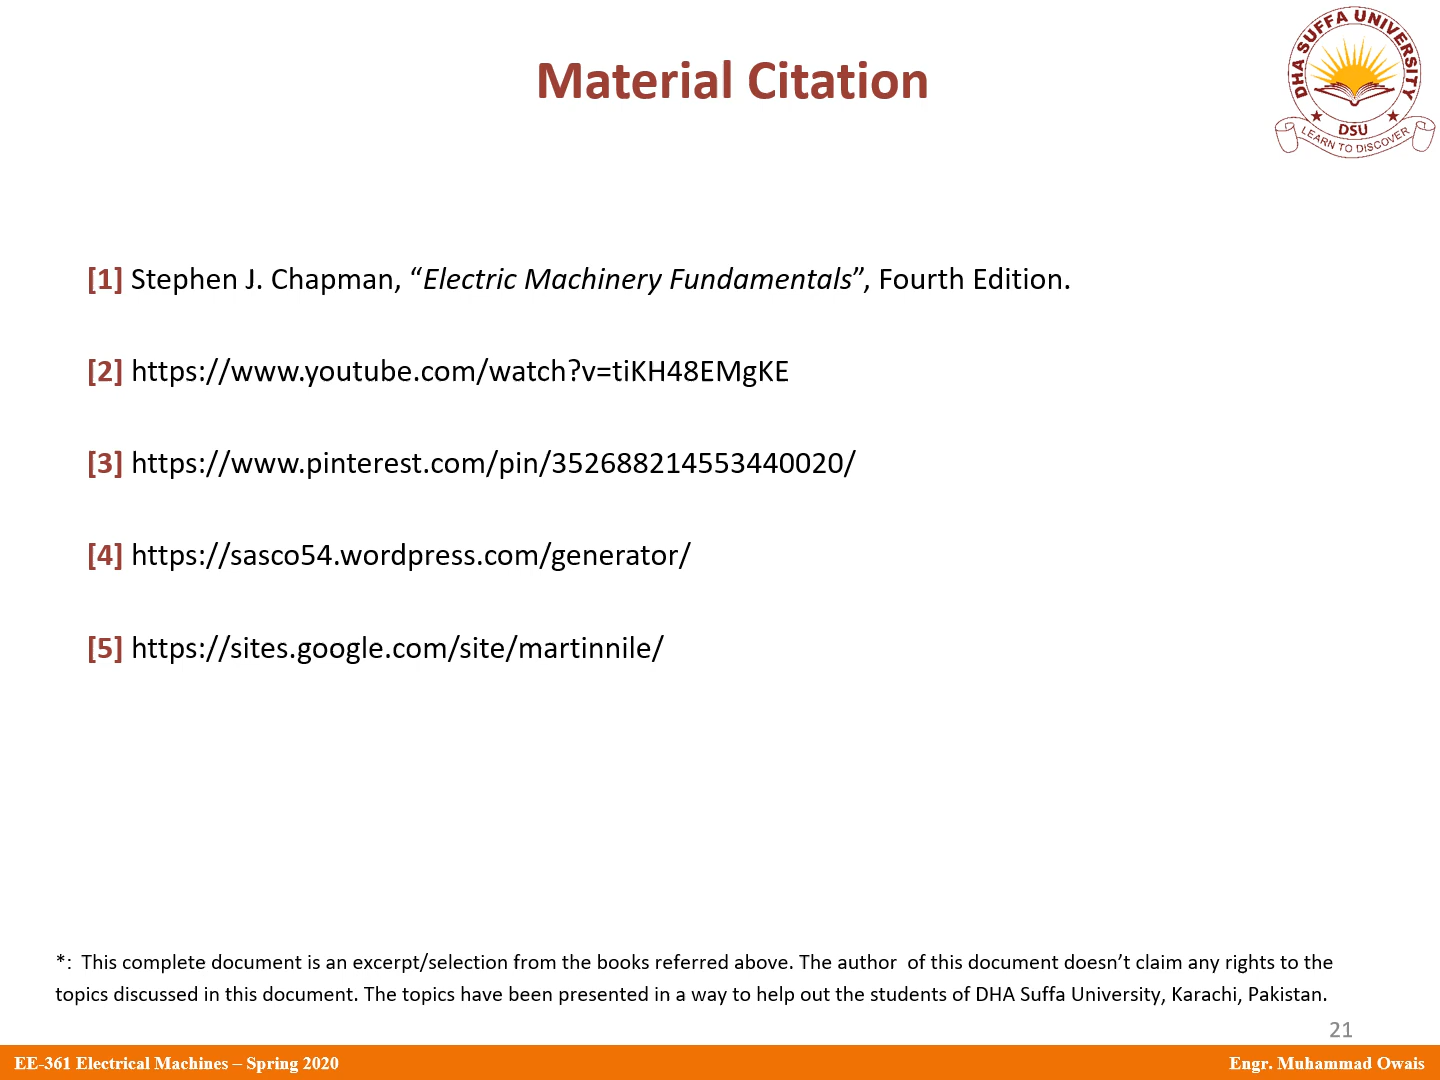 Material Citation
DHA SUFFA UNIVERSITY
DSU
LEARN TO DISCOVER
[1] Stephen J. Chapman, “Electric Machinery Fundamentals”, Fourth Edition.
[2] https://www.youtube.com/watch?v=tiKH48EMgKE
[3] https://www.pinterest.com/pin/352688214553440020/
[4] https://sasco54.wordpress.com/generator/
[5] https://sites.google.com/site/martinnile/
*: This complete document is an excerpt/selection from the books referred above. The author of this document doesn’t claim any rights to the
topics discussed in this document. The topics have been presented in a way to help out the students of DHA Suffa University, Karachi, Pakistan.
21
EE-361 Electrical Machines – Spring 2020
Engr. Muhammad Owais